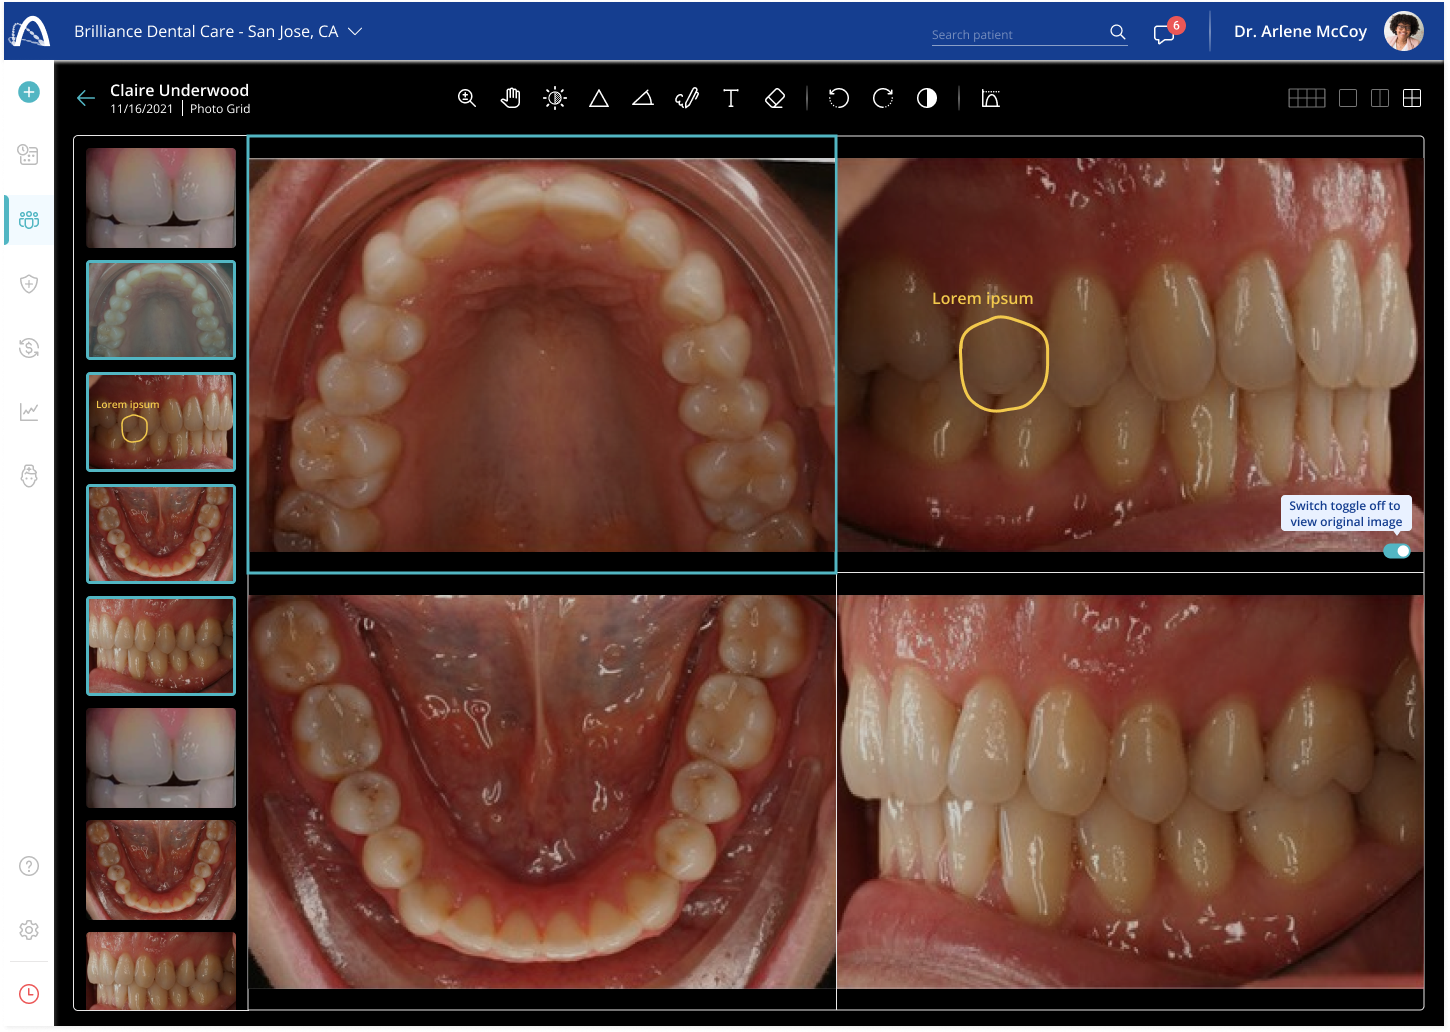 Brilliance Dental Care - San Jose, CA
Search patient
6
Dr. Arlene McCoy
Claire Underwood
11/16/2021 | Photo Grid
Lorem ipsum
Lorem ipsum
Switch toggle off to
view original image